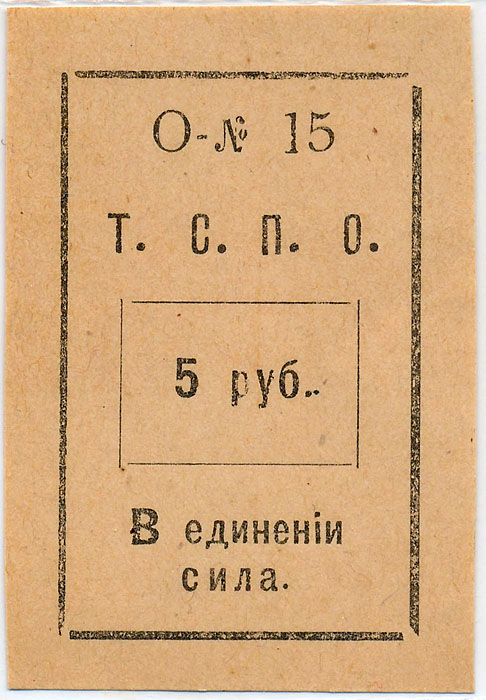 О-№ 15
Т. С. П. О.
5 руб..
В единенiи
сила.